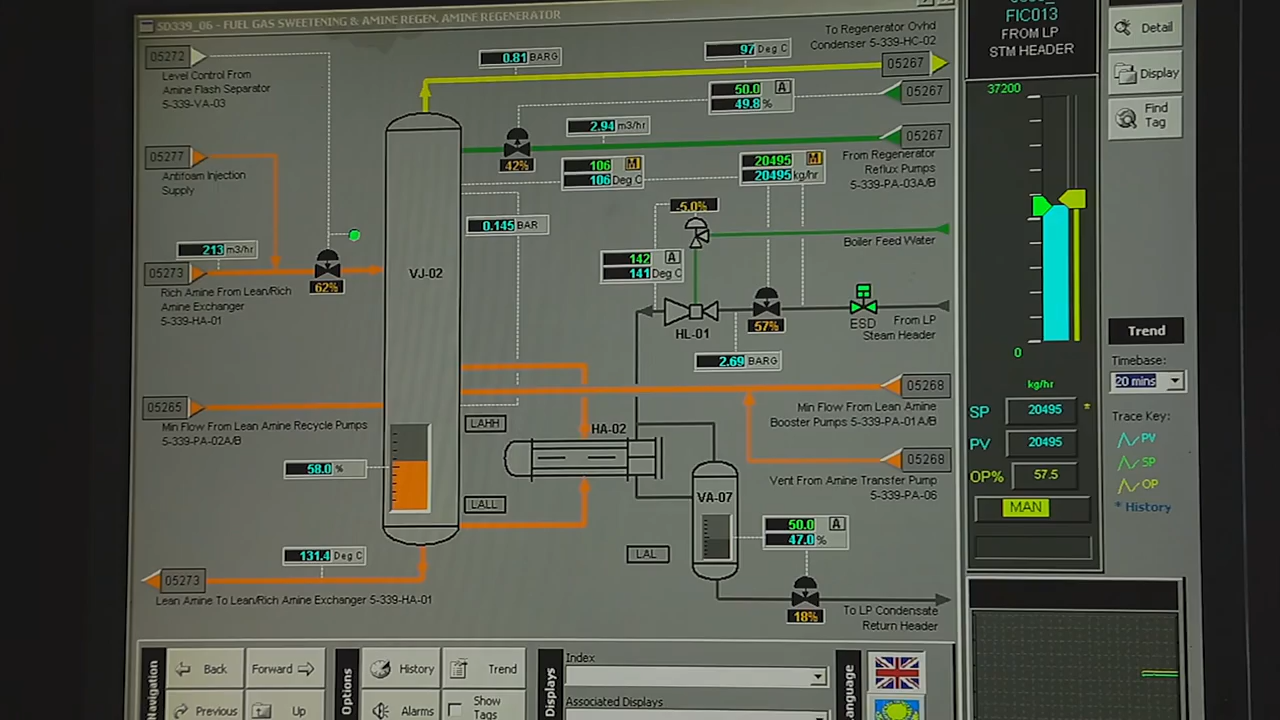 SD339_06 - FUEL GAS SWEETENING & AMINE REGEN. AMINE REGENERATOR
05272
Level Control From
Amine Flash Separator
5-339-VA-03
0.81 BARG
97 Deg C
To Regenerator Ovhd
Condenser 5-339-HC-02
05267
50.0 A
49.8 %
05267
2.94 m3/hr
42%
05267
From Regenerator
Reflux Pumps
5-339-PA-03A/B
106 M
106 Deg C
20495 M
20495 kg/hr
05277
Antifoam Injection
Supply
213 m3/hr
05273
62%
Rich Amine From Lean/Rich
Amine Exchanger
5-339-HA-01
VJ-02
0.145 BAR
-5.0%
Boiler Feed Water
142 A
141 Deg C
HL-01
57%
ESD
From LP
Steam Header
2.69 BARG
05265
Min Flow From Lean Amine Recycle Pumps
5-339-PA-02A/B
05268
Min Flow From Lean Amine
Booster Pumps 5-339-PA-01A/B
LAHH
HA-02
58.0 %
05268
Vent From Amine Transfer Pump
5-339-PA-06
LALL
VA-07
LAL
50.0 A
47.0 %
131.4 Deg C
05273
Lean Amine To Lean/Rich Amine Exchanger 5-339-HA-01
18%
To LP Condensate
Return Header
FIC013
FROM LP
STM HEADER
37200
0
kg/hr
SP 20495 *
PV 20495
OP% 57.5
MAN
Detail
Display
Find
Tag
Trend
Timebase:
20 mins
Trace Key:
PV
SP
OP
* History
Navigation
Back
Forward
Previous
Up
Options
History
Trend
Alarms
Show
Tags
Displays
Index
Associated Displays
Language